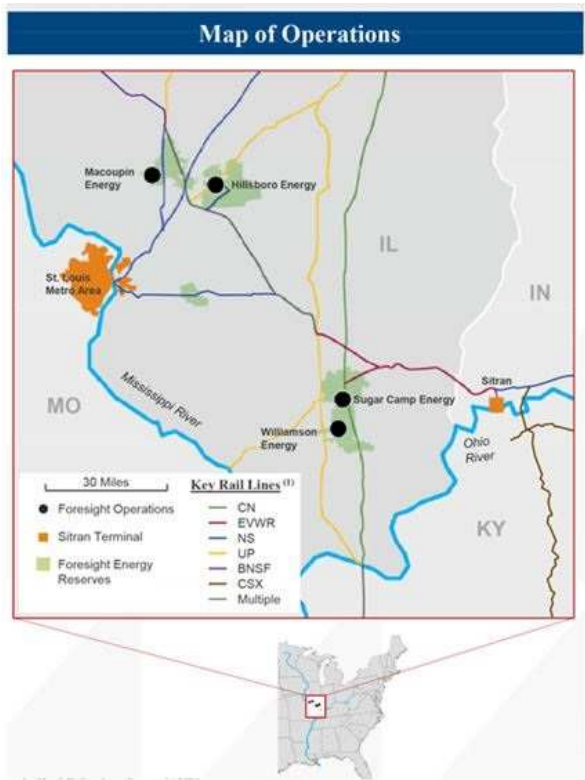 Map of Operations
Macoupin
Energy
Hillsboro Energy
IL
IN
St. Louis
Metro Area
Mississippi River
MO
Sitran
Sugar Camp Energy
Williamson
Energy
Ohio
River
KY
30 Miles
Foresight Operations
Sitran Terminal
Foresight Energy
Reserves
Key Rail Lines (1)
CN
EVWR
NS
UP
BNSF
CSX
Multiple